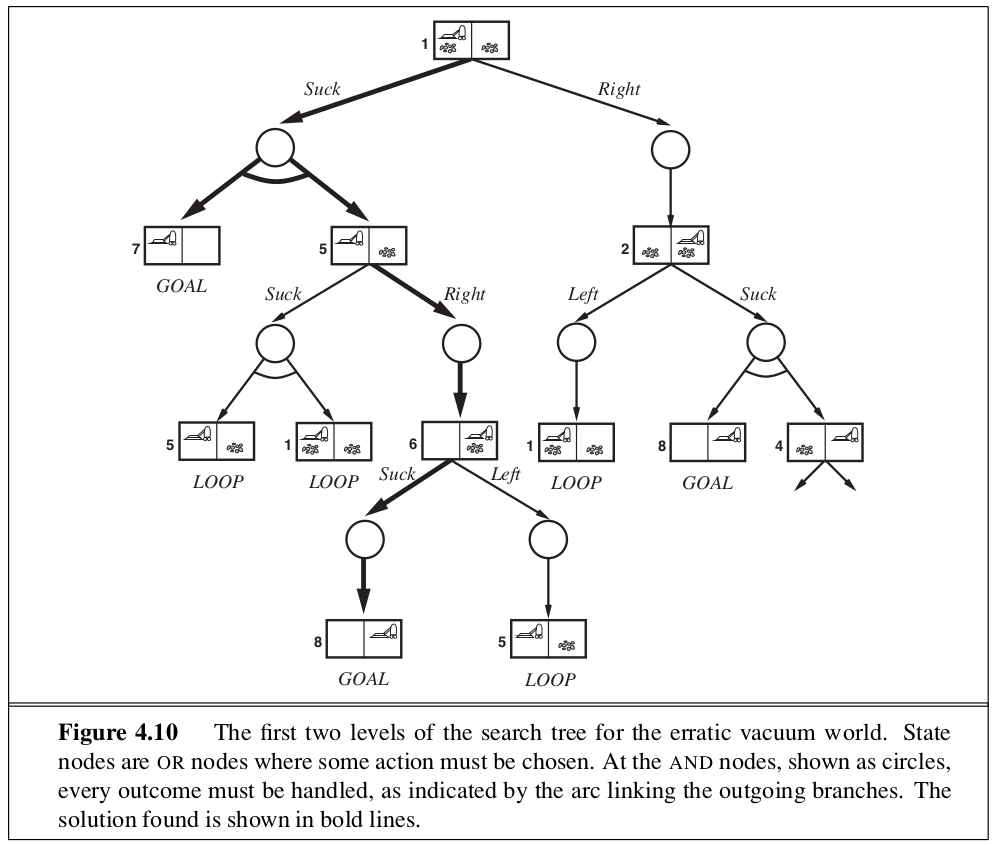 1
Suck
Right
7
5
2
GOAL
Suck
Right
Left
Suck
5
1
6
1
8
4
LOOP
LOOP
Suck
Left
LOOP
GOAL
8
5
GOAL
LOOP
Figure 4.10 The first two levels of the search tree for the erratic vacuum world. State
nodes are OR nodes where some action must be chosen. At the AND nodes, shown as circles,
every outcome must be handled, as indicated by the arc linking the outgoing branches. The
solution found is shown in bold lines.